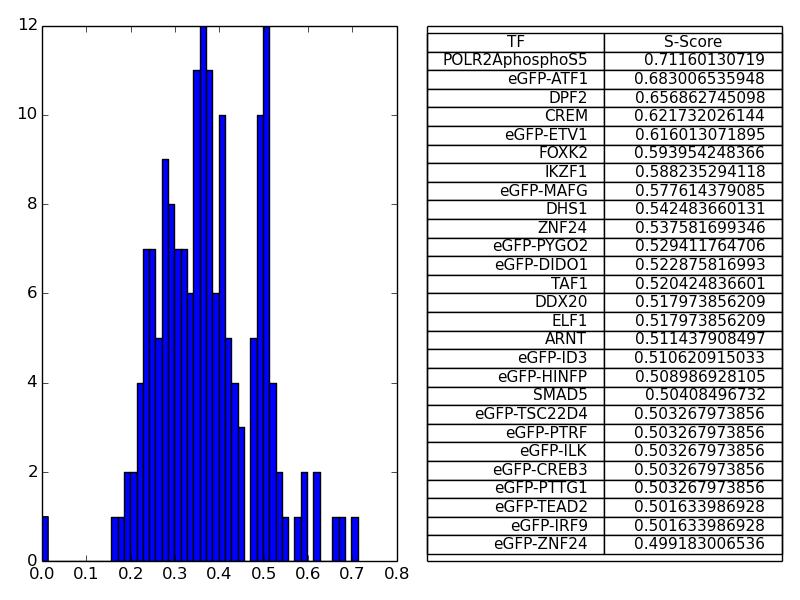 12
10
8
6
4
2
0
0.0 0.1 0.2 0.3 0.4 0.5 0.6 0.7 0.8
TF S-Score
POLR2AphosphoS5 0.71160130719
eGFP-ATF1 0.683006535948
DPF2 0.656862745098
CREM 0.621732026144
eGFP-ETV1 0.616013071895
FOXK2 0.593954248366
IKZF1 0.588235294118
eGFP-MAFG 0.577614379085
DHS1 0.542483660131
ZNF24 0.537581699346
eGFP-PYGO2 0.529411764706
eGFP-DIDO1 0.522875816993
TAF1 0.520424836601
DDX20 0.517973856209
ELF1 0.517973856209
ARNT 0.511437908497
eGFP-ID3 0.510620915033
eGFP-HINFP 0.508986928105
SMAD5 0.50408496732
eGFP-TSC22D4 0.503267973856
eGFP-PTRF 0.503267973856
eGFP-ILK 0.503267973856
eGFP-CREB3 0.503267973856
eGFP-PTTG1 0.503267973856
eGFP-TEAD2 0.501633986928
eGFP-IRF9 0.501633986928
eGFP-ZNF24 0.499183006536